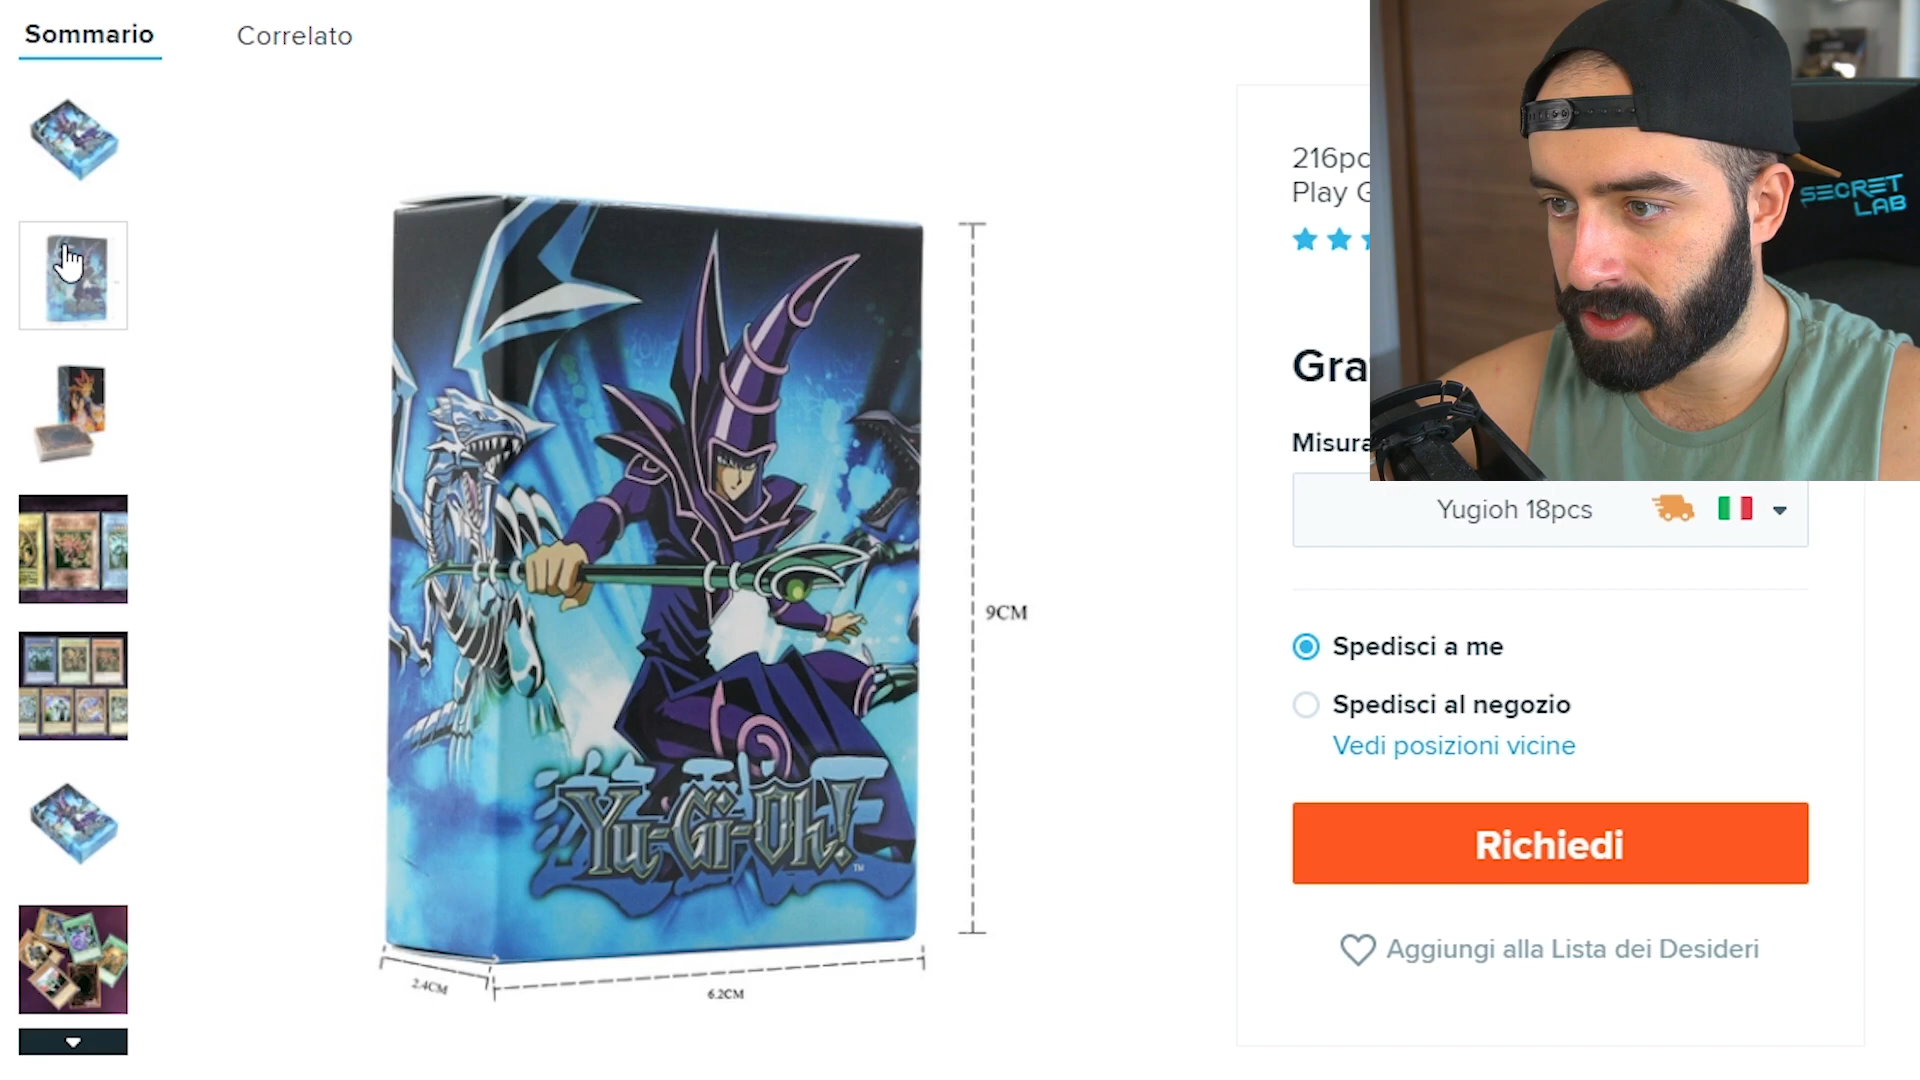 Sommario
Correlato
216pc
Play G
SECRET
LAB
Gra
Misura
Yugioh 18pcs
Spedisci a me
Spedisci al negozio
Vedi posizioni vicine
Richiedi
Aggiungi alla Lista dei Desideri
9CM
2.4CM
6.2CM
Yu-Gi-Oh!
TM